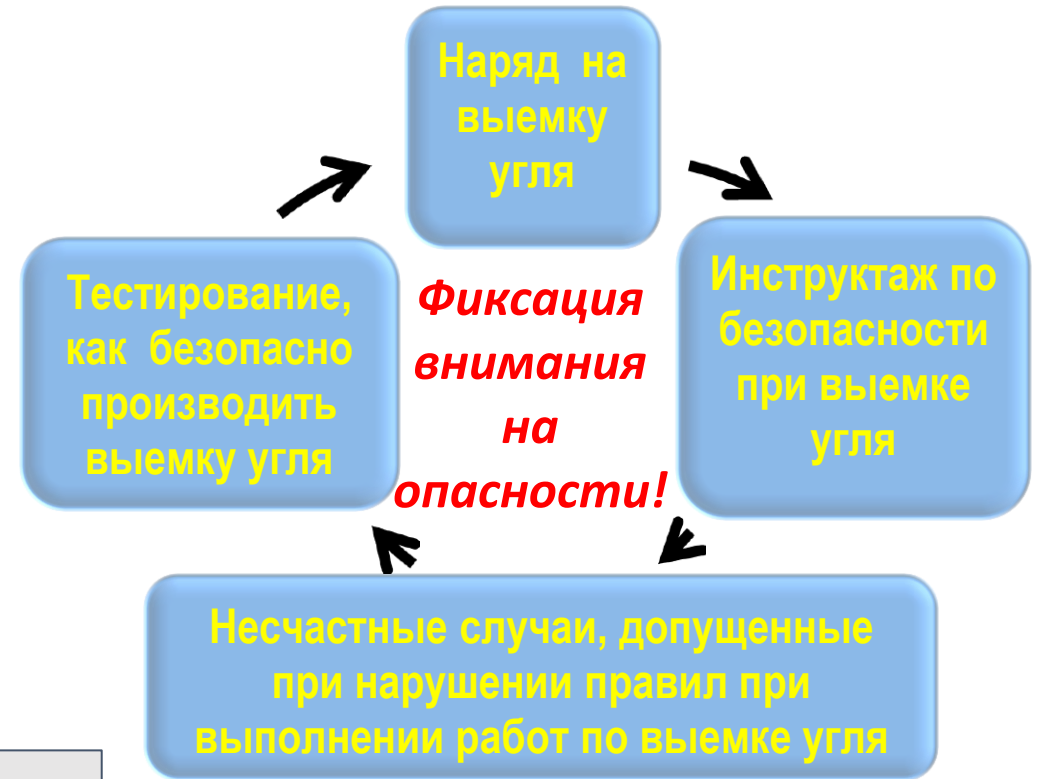 Наряд на
выемку
угля
Инструктаж по
безопасности
при выемке
угля
Несчастные случаи, допущенные
при нарушении правил при
выполнении работ по выемке угля
Тестирование,
как безопасно
производить
выемку угля
Фиксация
внимания
на
опасности!